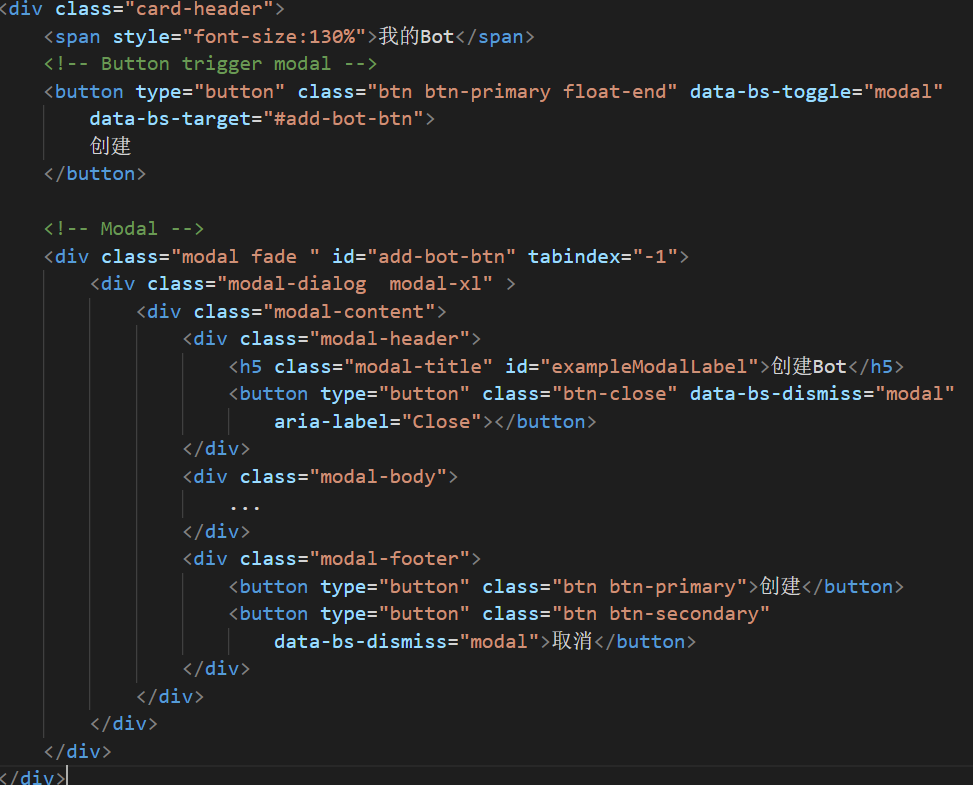 <div class="card-header">
    <span style="font-size:130%">我的Bot</span>
    <!-- Button trigger modal -->
    <button type="button" class="btn btn-primary float-end" data-bs-toggle="modal"
        data-bs-target="#add-bot-btn">
        创建
    </button>

    <!-- Modal -->
    <div class="modal fade " id="add-bot-btn" tabindex="-1">
        <div class="modal-dialog  modal-xl" >
            <div class="modal-content">
                <div class="modal-header">
                    <h5 class="modal-title" id="exampleModalLabel">创建Bot</h5>
                    <button type="button" class="btn-close" data-bs-dismiss="modal"
                        aria-label="Close"></button>
                </div>
                <div class="modal-body">
                    ...
                </div>
                <div class="modal-footer">
                    <button type="button" class="btn btn-primary">创建</button>
                    <button type="button" class="btn btn-secondary"
                        data-bs-dismiss="modal">取消</button>
                </div>
            </div>
        </div>
    </div>
</div>